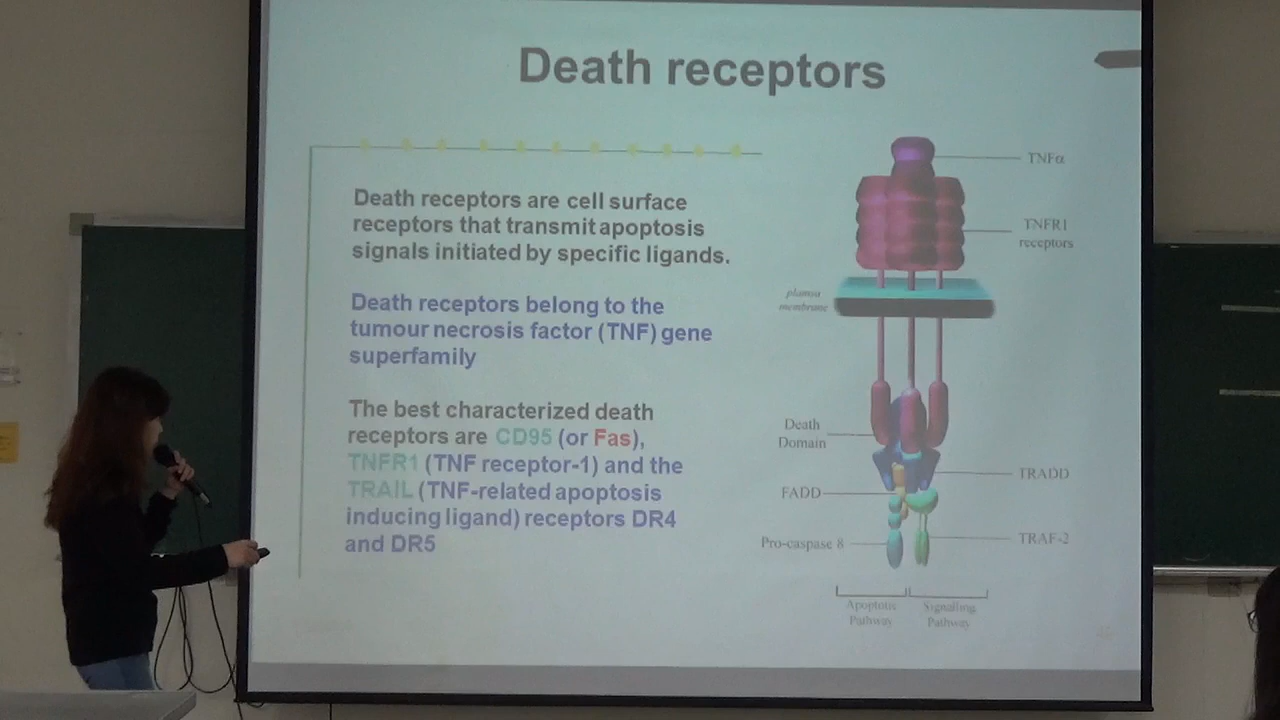 Death receptors
Death receptors are cell surface
receptors that transmit apoptosis
signals initiated by specific ligands.
Death receptors belong to the
tumour necrosis factor (TNF) gene
superfamily
The best characterized death
receptors are CD95 (or Fas),
TNFR1 (TNF receptor-1) and the
TRAIL (TNF-related apoptosis
inducing ligand) receptors DR4
and DR5
TNFα
TNFR1
receptors
plamsa
membrane
Death
Domain
TRADD
FADD
Pro-caspase 8
TRAF-2
Apoptotic
Pathway
Signalling
Pathway